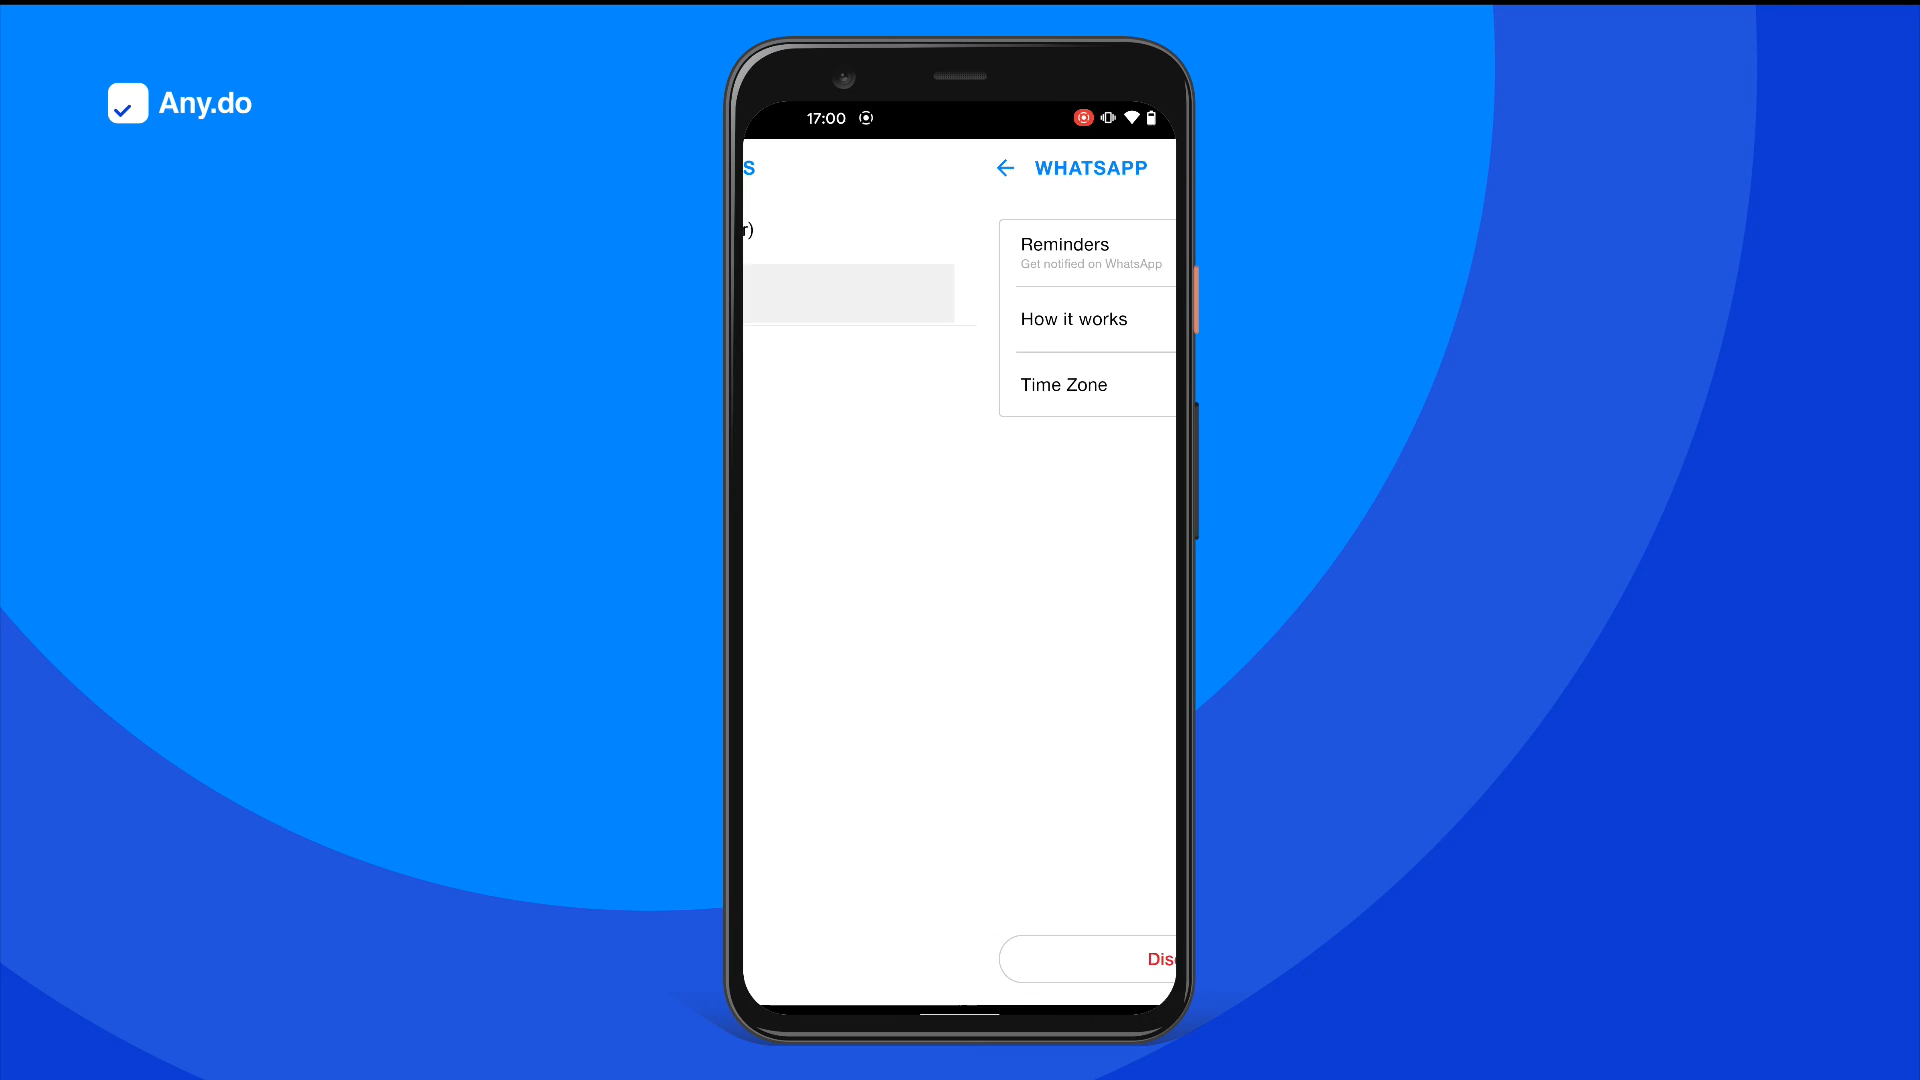 Any.do
17:00
S
WHATSAPP
r)
Reminders
Get notified on WhatsApp
How it works
Time Zone
Dis